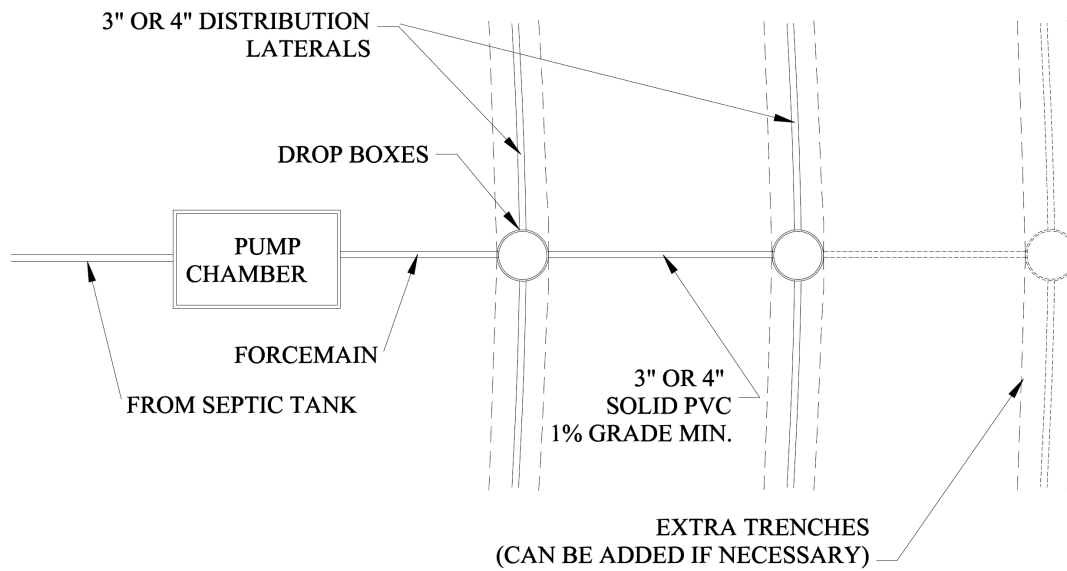 3" OR 4" DISTRIBUTION
LATERALS
DROP BOXES
PUMP
CHAMBER
FORCEMAIN
FROM SEPTIC TANK
3" OR 4"
SOLID PVC
1% GRADE MIN.
EXTRA TRENCHES
(CAN BE ADDED IF NECESSARY)